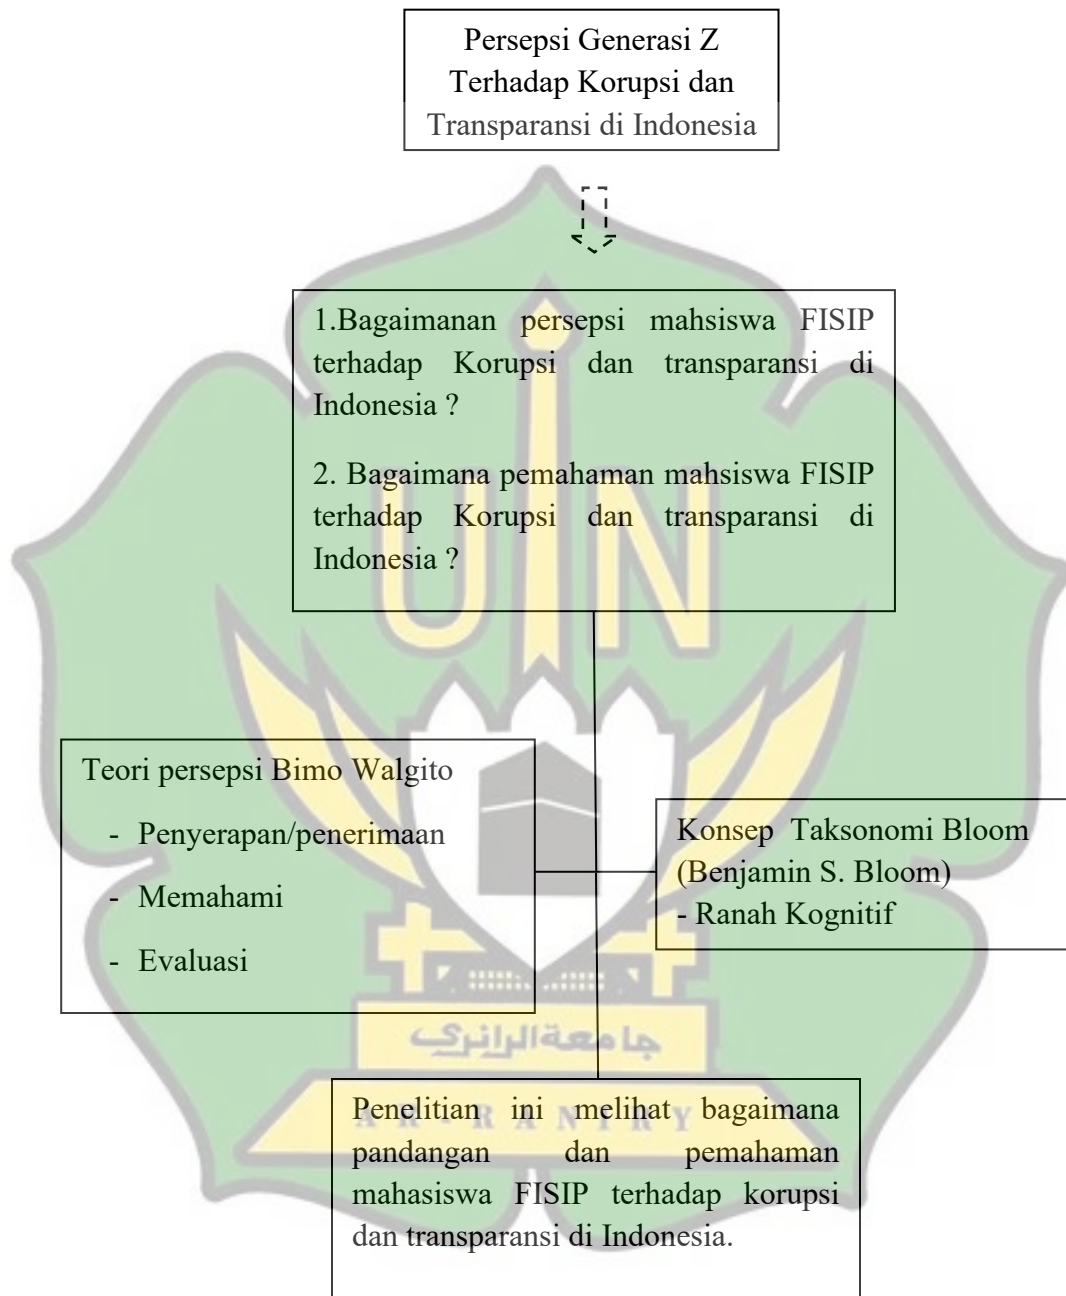 Persepsi Generasi Z
Terhadap Korupsi dan
Transparansi di Indonesia
1.Bagaimanan persepsi mahsiswa FISIP
terhadap Korupsi dan transparansi di
Indonesia ?
2. Bagaimana pemahaman mahsiswa FISIP
terhadap Korupsi dan transparansi di
Indonesia ?
UIN
Teori persepsi Bimo Walgito
- Penyerapan/penerimaan
- Memahami
- Evaluasi
Konsep Taksonomi Bloom
(Benjamin S. Bloom)
- Ranah Kognitif
جامعة الرانري
AR-RANIRY
Penelitian ini melihat bagaimana
pandangan dan pemahaman
mahasiswa FISIP terhadap korupsi
dan transparansi di Indonesia.